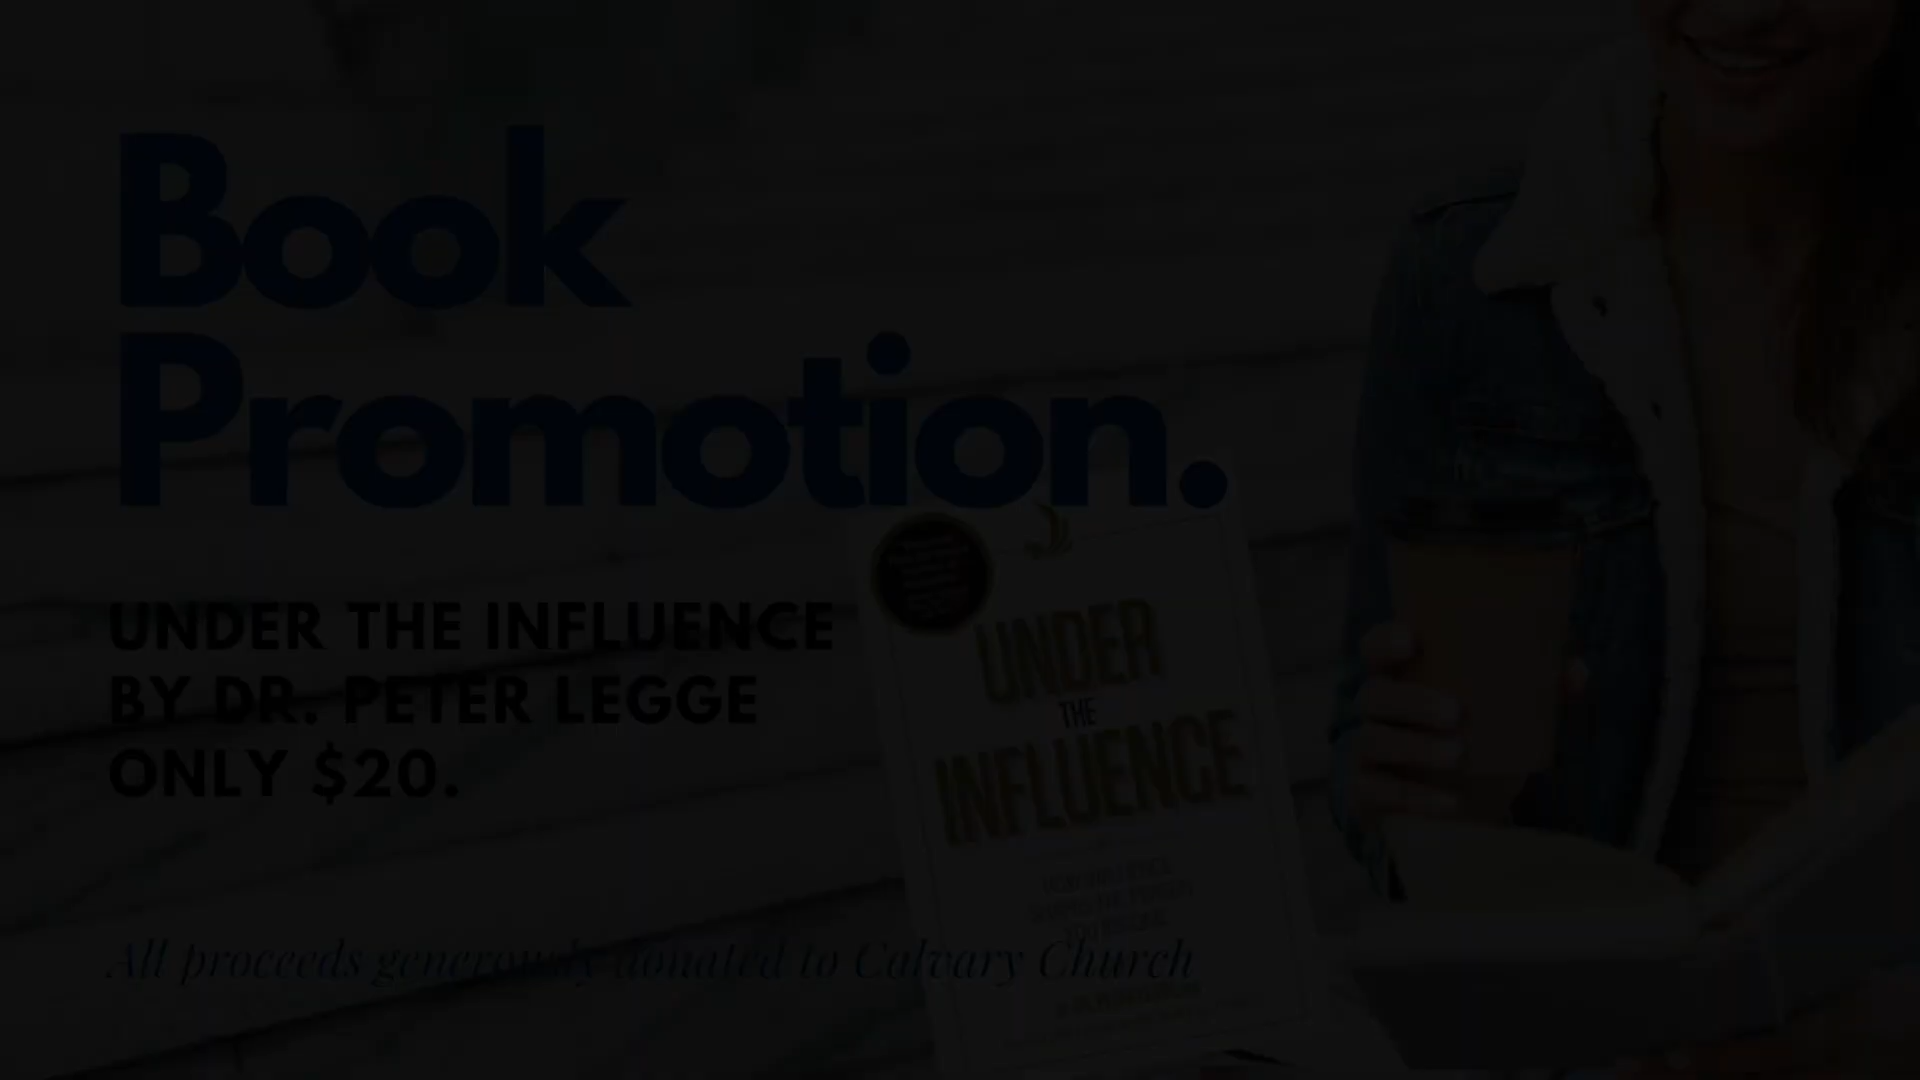 Book
Promotion.
UNDER THE INFLUENCE
BY DR. PETER LEGGE
ONLY $20.
UNDER
THE
INFLUENCE
All proceeds generously donated to Calvary Church